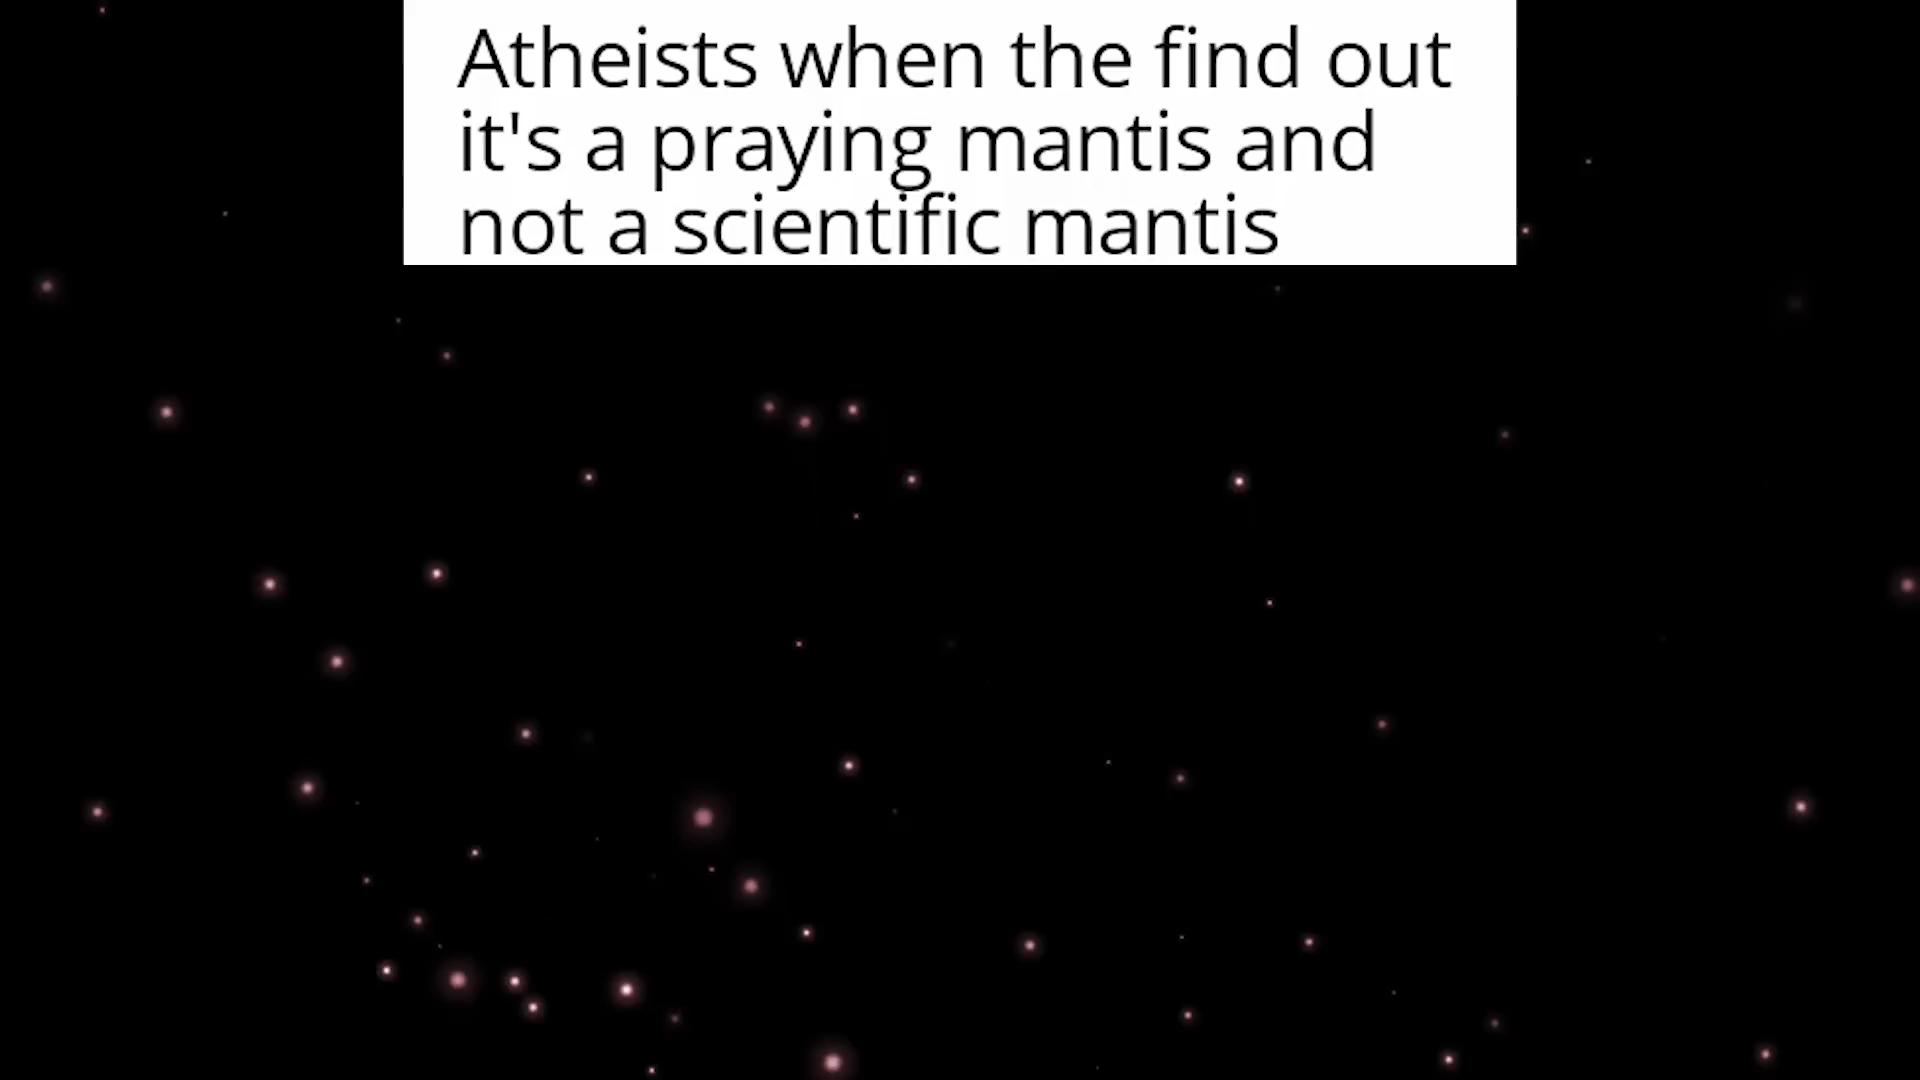 Atheists when the find out
it's a praying mantis and
not a scientific mantis